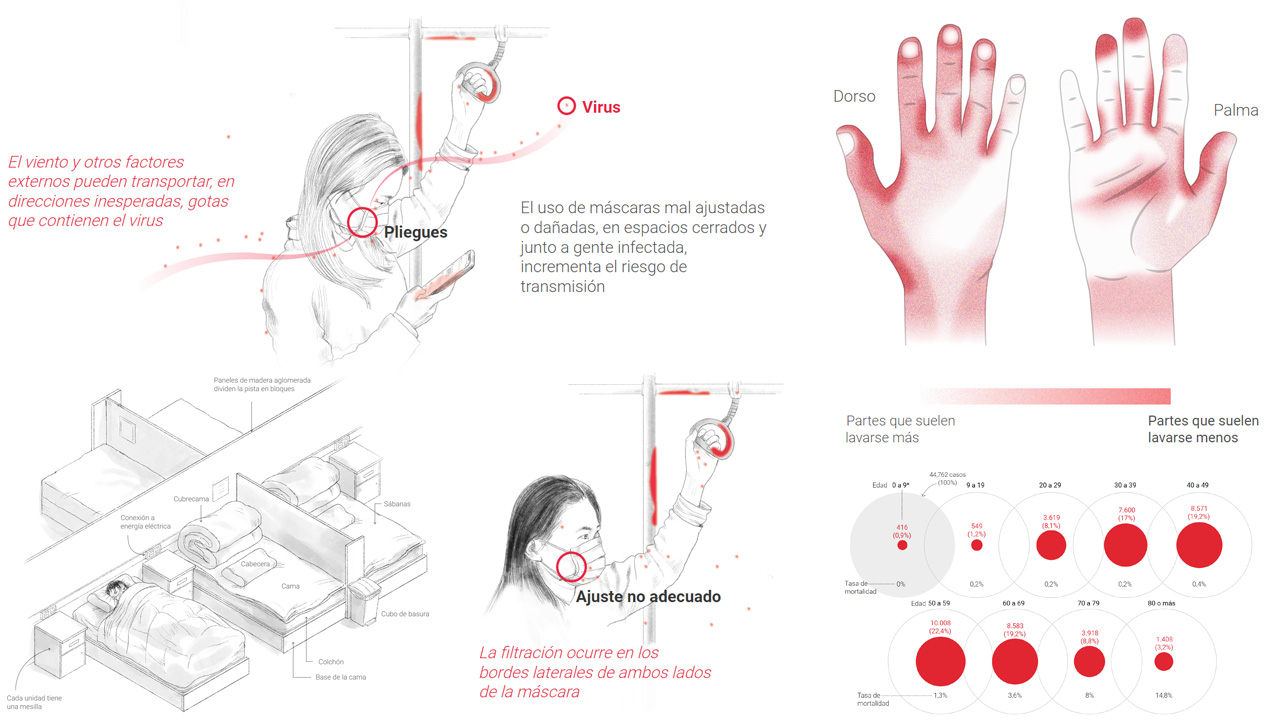 Virus
El viento y otros factores
externos pueden transportar, en
direcciones inesperadas, gotas
que contienen el virus
Pliegues
El uso de máscaras mal ajustadas
o dañadas, en espacios cerrados y
junto a gente infectada,
incrementa el riesgo de
transmisión
Dorso
Palma
Partes que suelen
lavarse más
Partes que suelen
lavarse menos
Paneles de madera aglomerada
dividen la pista en bloques
Cubrecama
Sábanas
Conexión a
energía eléctrica
Cabecera
Cama
Cubo de basura
Colchón
Base de la cama
Cada unidad tiene
una mesilla
Ajuste no adecuado
La filtración ocurre en los
bordes laterales de ambos lados
de la máscara
44,762 casos
(100%)
Edad 0 a 9* 9 a 19 20 a 29 30 a 39 40 a 49
416 549 3.619 7.600 8.571
(0,9%) (1,2%) (8,1%) (17%) (19,2%)
Tasa de
mortalidad 0% 0,2% 0,2% 0,2% 0,4%
Edad 50 a 59 60 a 69 70 a 79 80 o más
10.008 8.583 3.918 1.408
(22,4%) (19,2%) (8,8%) (3,2%)
Tasa de
mortalidad 1,3% 3,6% 8% 14,8%